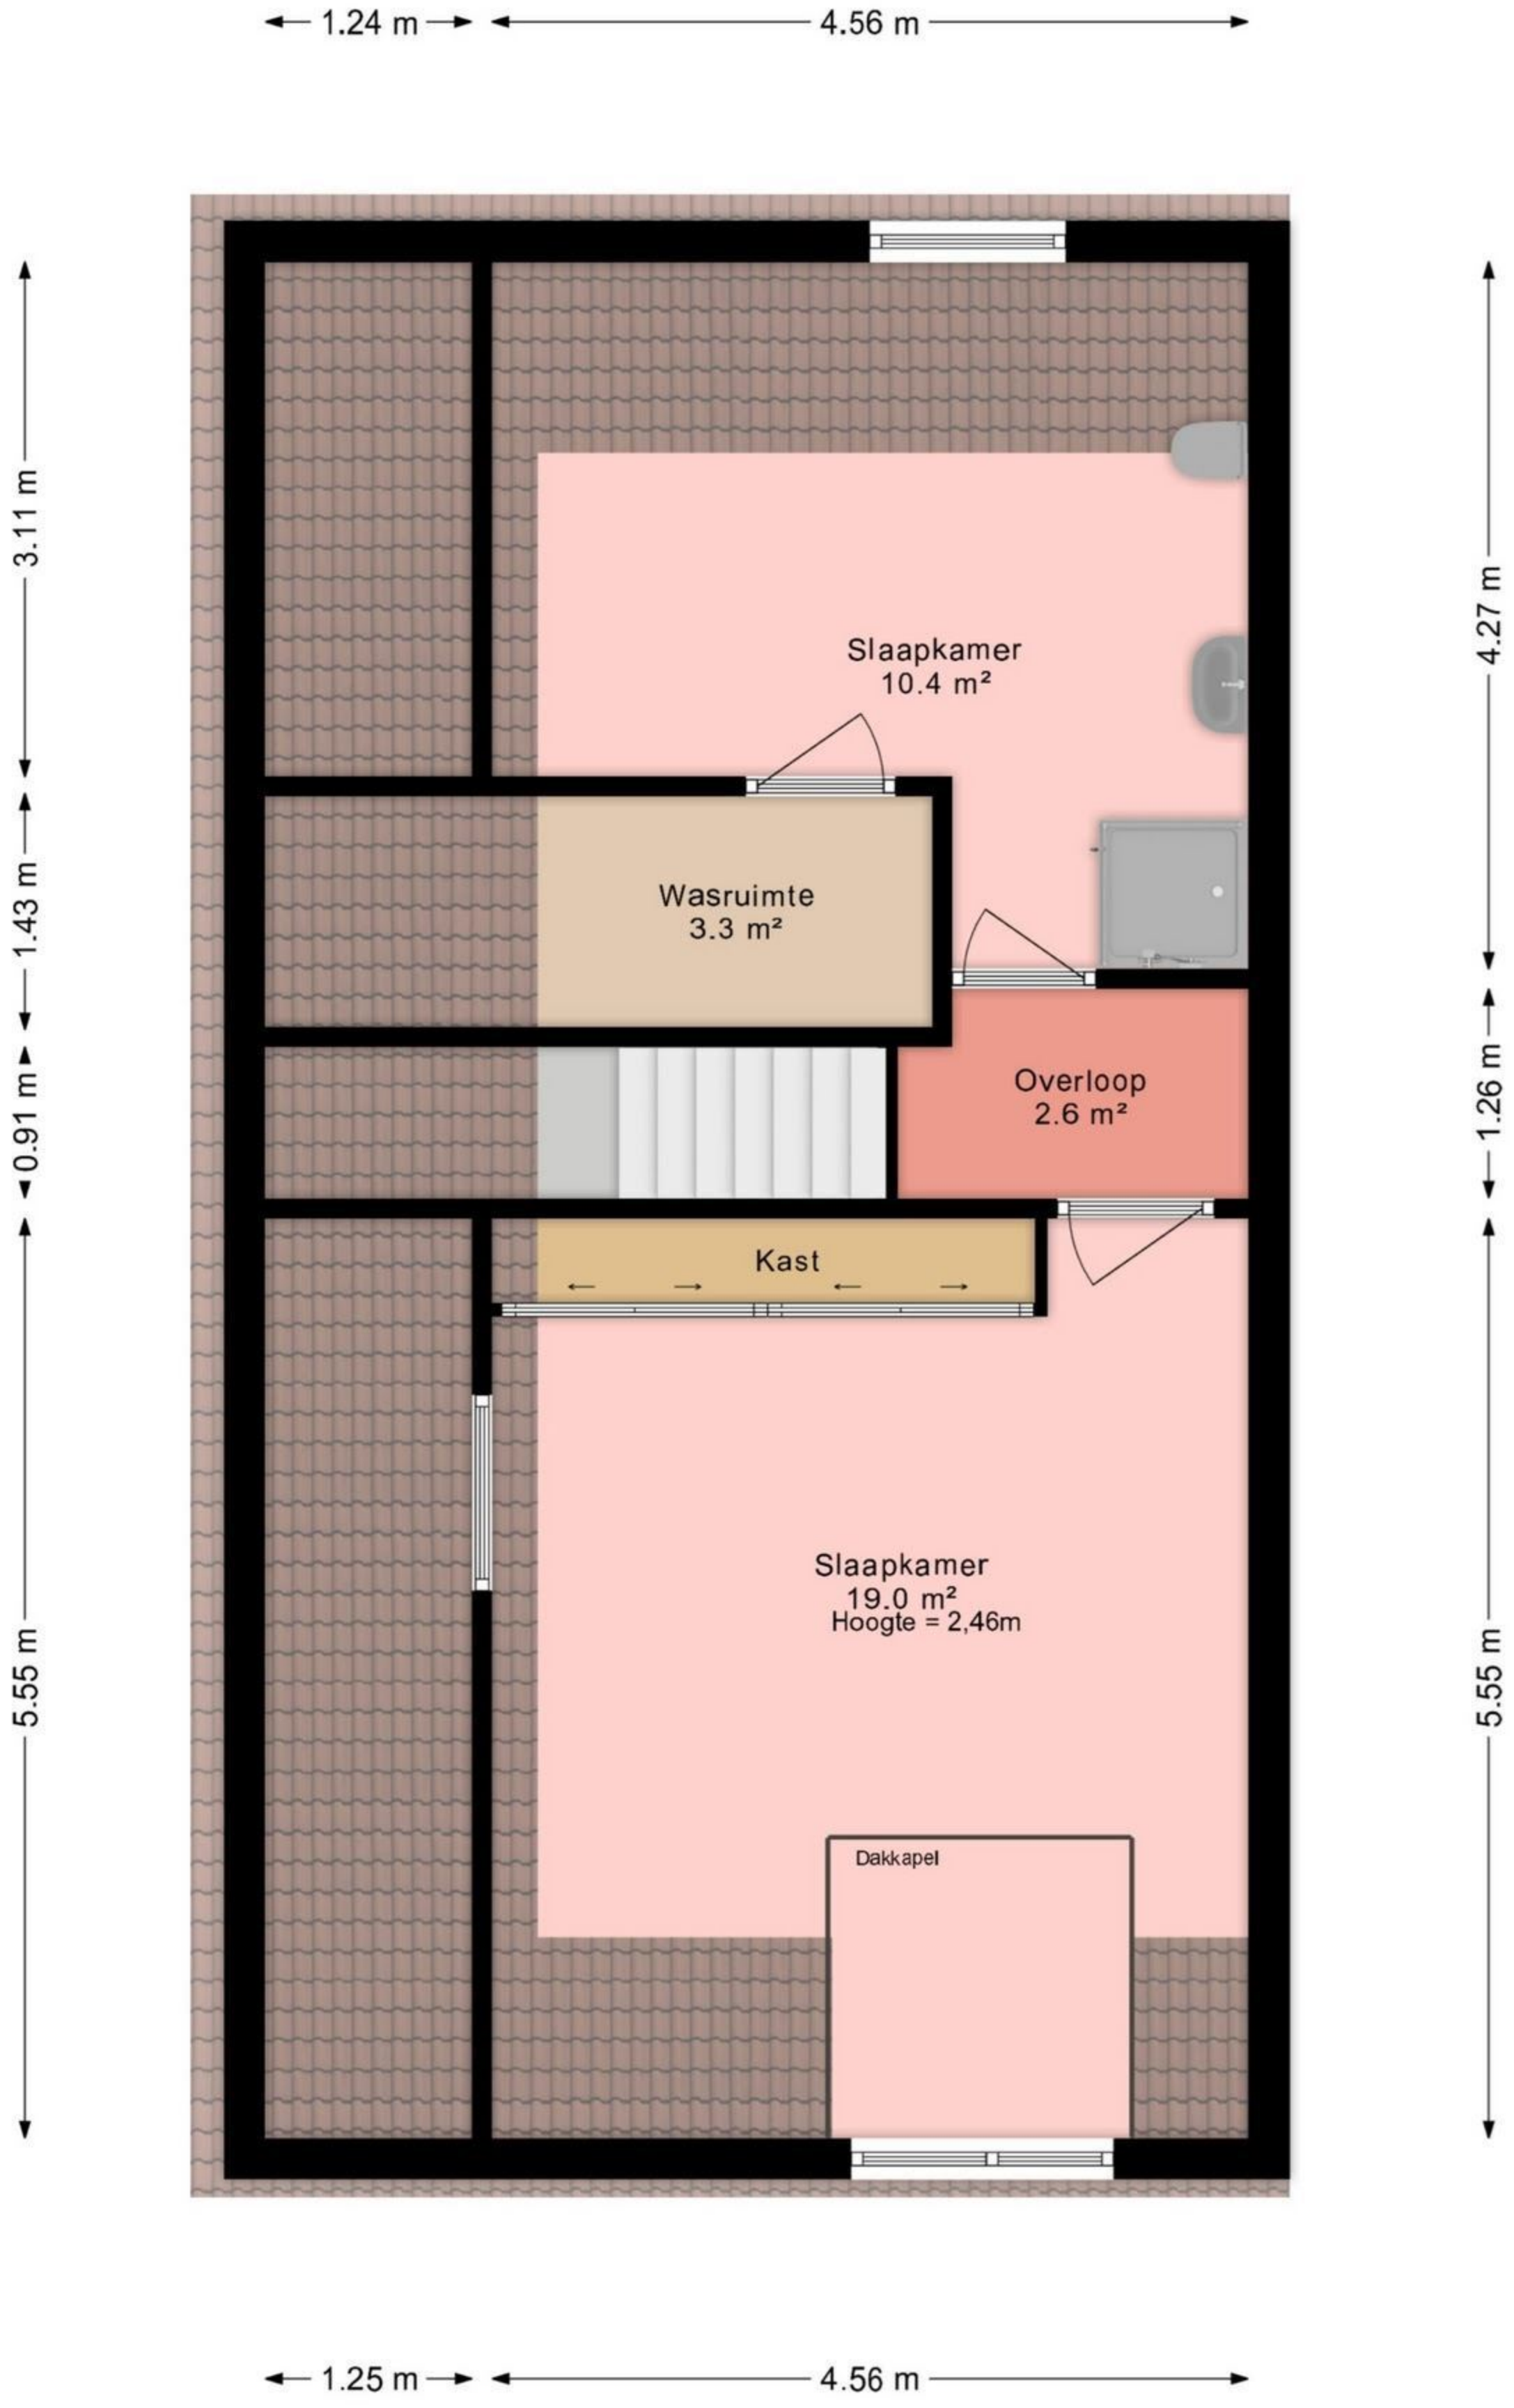 1.24 m
4.56 m
3.11 m
4.27 m
Slaapkamer
10.4 m²
1.43 m
Wasruimte
3.3 m²
0.91 m
1.26 m
Overloop
2.6 m²
Kast
5.55 m
5.55 m
Slaapkamer
19.0 m²
Hoogte = 2,46m
Dakkapel
1.25 m
4.56 m